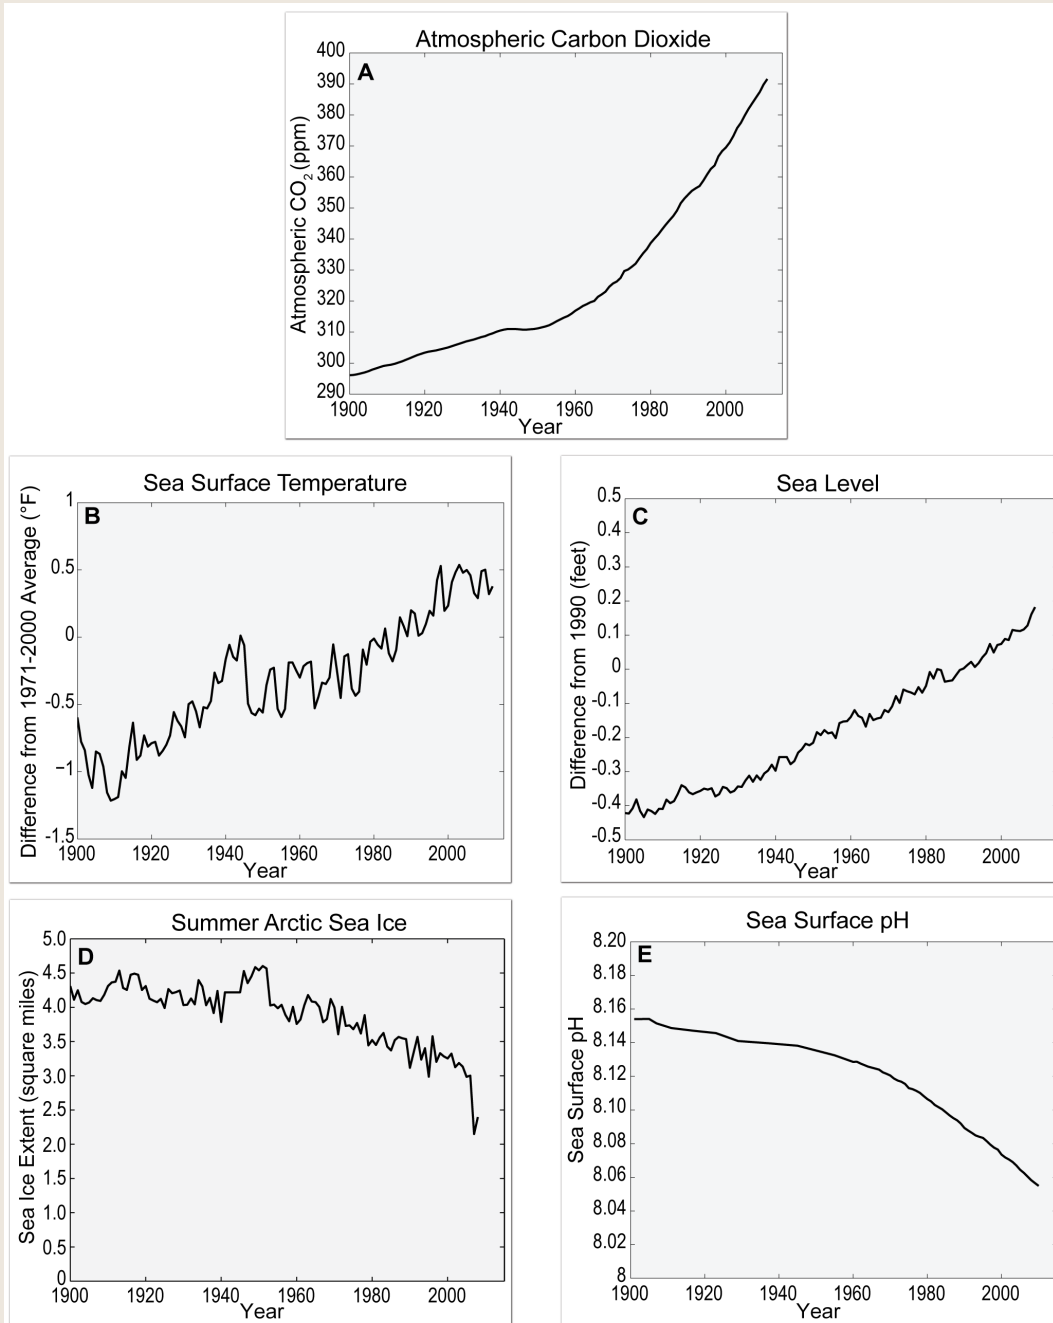 Atmospheric Carbon Dioxide
A
Atmospheric CO2 (ppm)
400
390
380
370
360
350
340
330
320
310
300
290
1900 1920 1940 1960 1980 2000
Year
Sea Surface Temperature
B
Difference from 1971-2000 Average (°F)
1
0.5
0
-0.5
−1
-1.5
1900 1920 1940 1960 1980 2000
Year
Sea Level
C
Difference from 1990 (feet)
0.5
0.4
0.3
0.2
0.1
0
-0.1
-0.2
-0.3
-0.4
-0.5
1900 1920 1940 1960 1980 2000
Year
Summer Arctic Sea Ice
D
Sea Ice Extent (square miles)
5.0
4.5
4.0
3.5
3.0
2.5
2.0
1.5
1.0
0.5
0
1900 1920 1940 1960 1980 2000
Year
Sea Surface pH
E
Sea Surface pH
8.20
8.18
8.16
8.14
8.12
8.10
8.08
8.06
8.04
8.02
8
1900 1920 1940 1960 1980 2000
Year